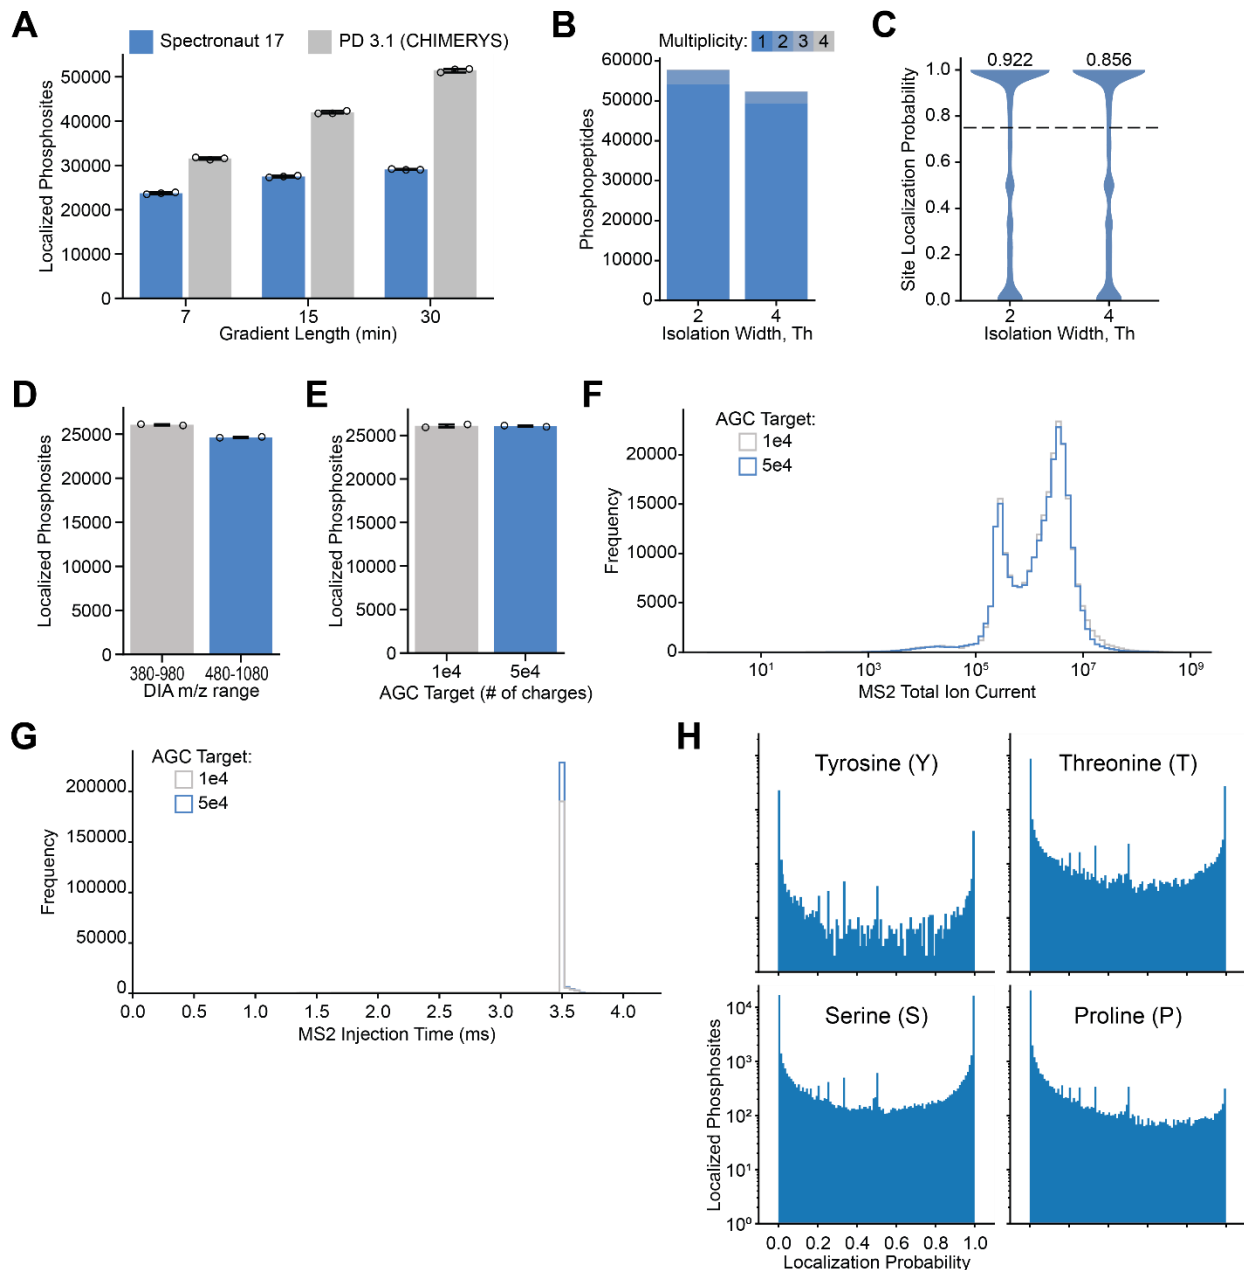 A
Spectronaut 17
PD 3.1 (CHIMERYS)
Localized Phosphosites
50000
40000
30000
20000
10000
0
7
15
30
Gradient Length (min)
B
Multiplicity: 1 2 3 4
Phosphopeptides
60000
50000
40000
30000
20000
10000
0
2
4
Isolation Width, Th
C
0.922
0.856
Site Localization Probability
1.0
0.8
0.6
0.4
0.2
0.0
2
4
Isolation Width, Th
D
Localized Phosphosites
25000
20000
15000
10000
5000
0
380-980
480-1080
DIA m/z range
E
Localized Phosphosites
25000
20000
15000
10000
5000
0
1e4
5e4
AGC Target (# of charges)
F
AGC Target:
1e4
5e4
Frequency
20000
15000
10000
5000
0
10¹
10³
10⁵
10⁷
10⁹
MS2 Total Ion Current
G
AGC Target:
1e4
5e4
Frequency
200000
150000
100000
50000
0
0.0
0.5
1.0
1.5
2.0
2.5
3.0
3.5
4.0
MS2 Injection Time (ms)
H
Tyrosine (Y)
Threonine (T)
Serine (S)
Proline (P)
Localized Phosphosites
10⁴
10³
10²
10¹
10⁰
0.0
0.2
0.4
0.6
0.8
1.0
Localization Probability